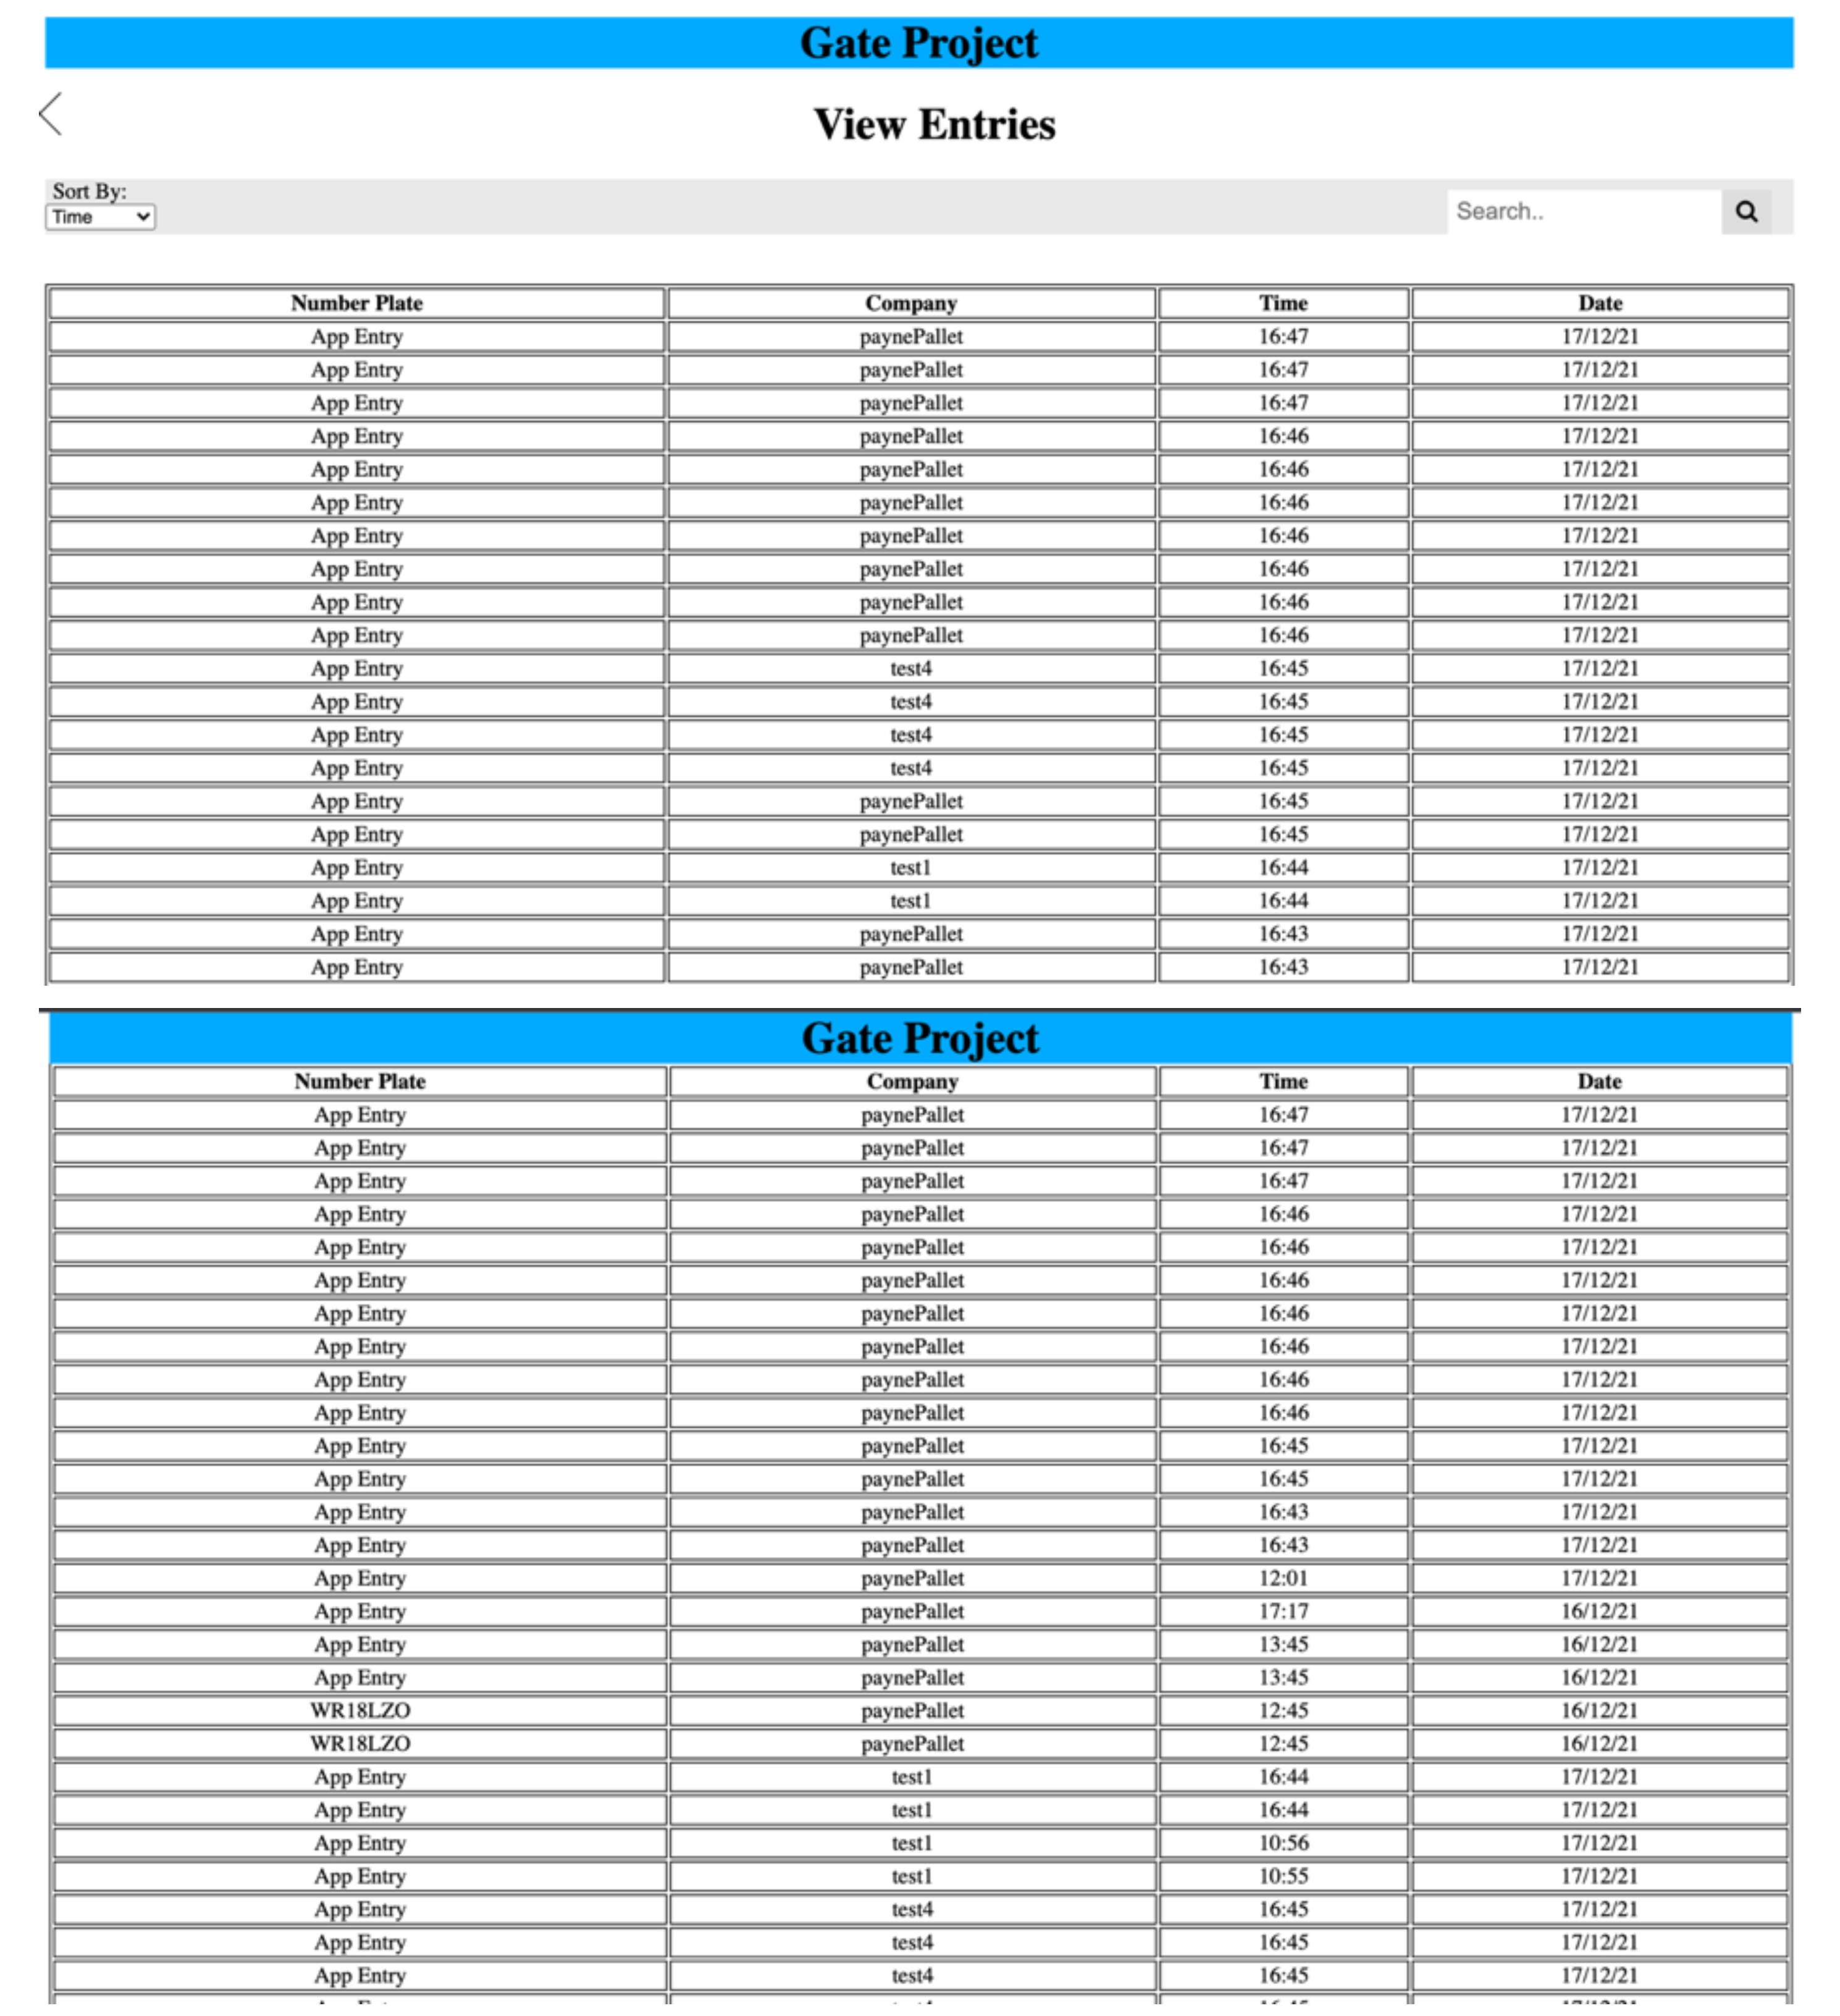 Gate Project
View Entries
Sort By:
Time
Search..
Number Plate Company Time Date
App Entry paynePallet 16:47 17/12/21
App Entry paynePallet 16:47 17/12/21
App Entry paynePallet 16:47 17/12/21
App Entry paynePallet 16:46 17/12/21
App Entry paynePallet 16:46 17/12/21
App Entry paynePallet 16:46 17/12/21
App Entry paynePallet 16:46 17/12/21
App Entry paynePallet 16:46 17/12/21
App Entry paynePallet 16:46 17/12/21
App Entry paynePallet 16:46 17/12/21
App Entry test4 16:45 17/12/21
App Entry test4 16:45 17/12/21
App Entry test4 16:45 17/12/21
App Entry test4 16:45 17/12/21
App Entry paynePallet 16:45 17/12/21
App Entry paynePallet 16:45 17/12/21
App Entry test1 16:44 17/12/21
App Entry test1 16:44 17/12/21
App Entry paynePallet 16:43 17/12/21
App Entry paynePallet 16:43 17/12/21
Gate Project
Number Plate Company Time Date
App Entry paynePallet 16:47 17/12/21
App Entry paynePallet 16:47 17/12/21
App Entry paynePallet 16:47 17/12/21
App Entry paynePallet 16:46 17/12/21
App Entry paynePallet 16:46 17/12/21
App Entry paynePallet 16:46 17/12/21
App Entry paynePallet 16:46 17/12/21
App Entry paynePallet 16:46 17/12/21
App Entry paynePallet 16:46 17/12/21
App Entry paynePallet 16:46 17/12/21
App Entry paynePallet 16:45 17/12/21
App Entry paynePallet 16:45 17/12/21
App Entry paynePallet 16:43 17/12/21
App Entry paynePallet 16:43 17/12/21
App Entry paynePallet 12:01 17/12/21
App Entry paynePallet 17:17 16/12/21
App Entry paynePallet 13:45 16/12/21
App Entry paynePallet 13:45 16/12/21
WR18LZO paynePallet 12:45 16/12/21
WR18LZO paynePallet 12:45 16/12/21
App Entry test1 16:44 17/12/21
App Entry test1 16:44 17/12/21
App Entry test1 10:56 17/12/21
App Entry test1 10:55 17/12/21
App Entry test4 16:45 17/12/21
App Entry test4 16:45 17/12/21
App Entry test4 16:45 17/12/21